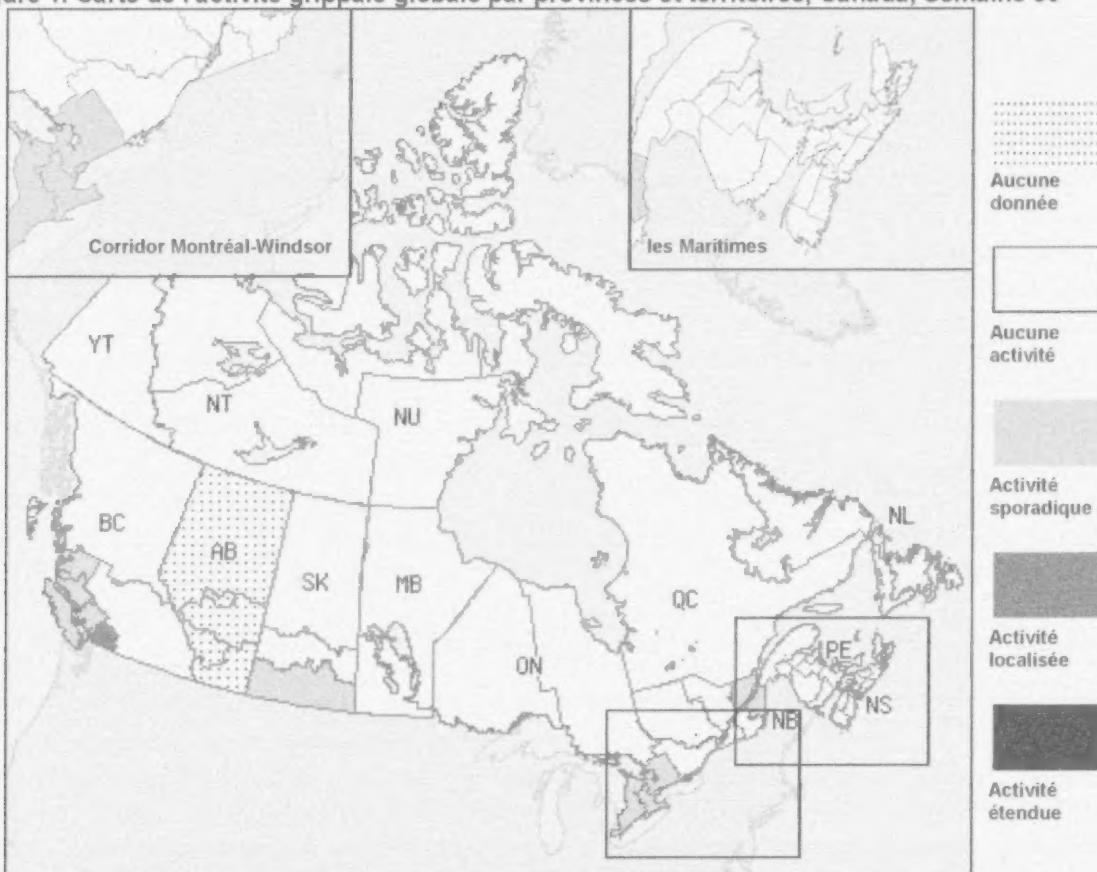 Corridor Montréal-Windsor
les Maritimes
Aucune
donnée
Aucune
activité
Activité
sporadique
Activité
localisée
Activité
étendue
YT
NT
NU
BC
AB
SK
MB
ON
QC
NL
PE
NB
NS